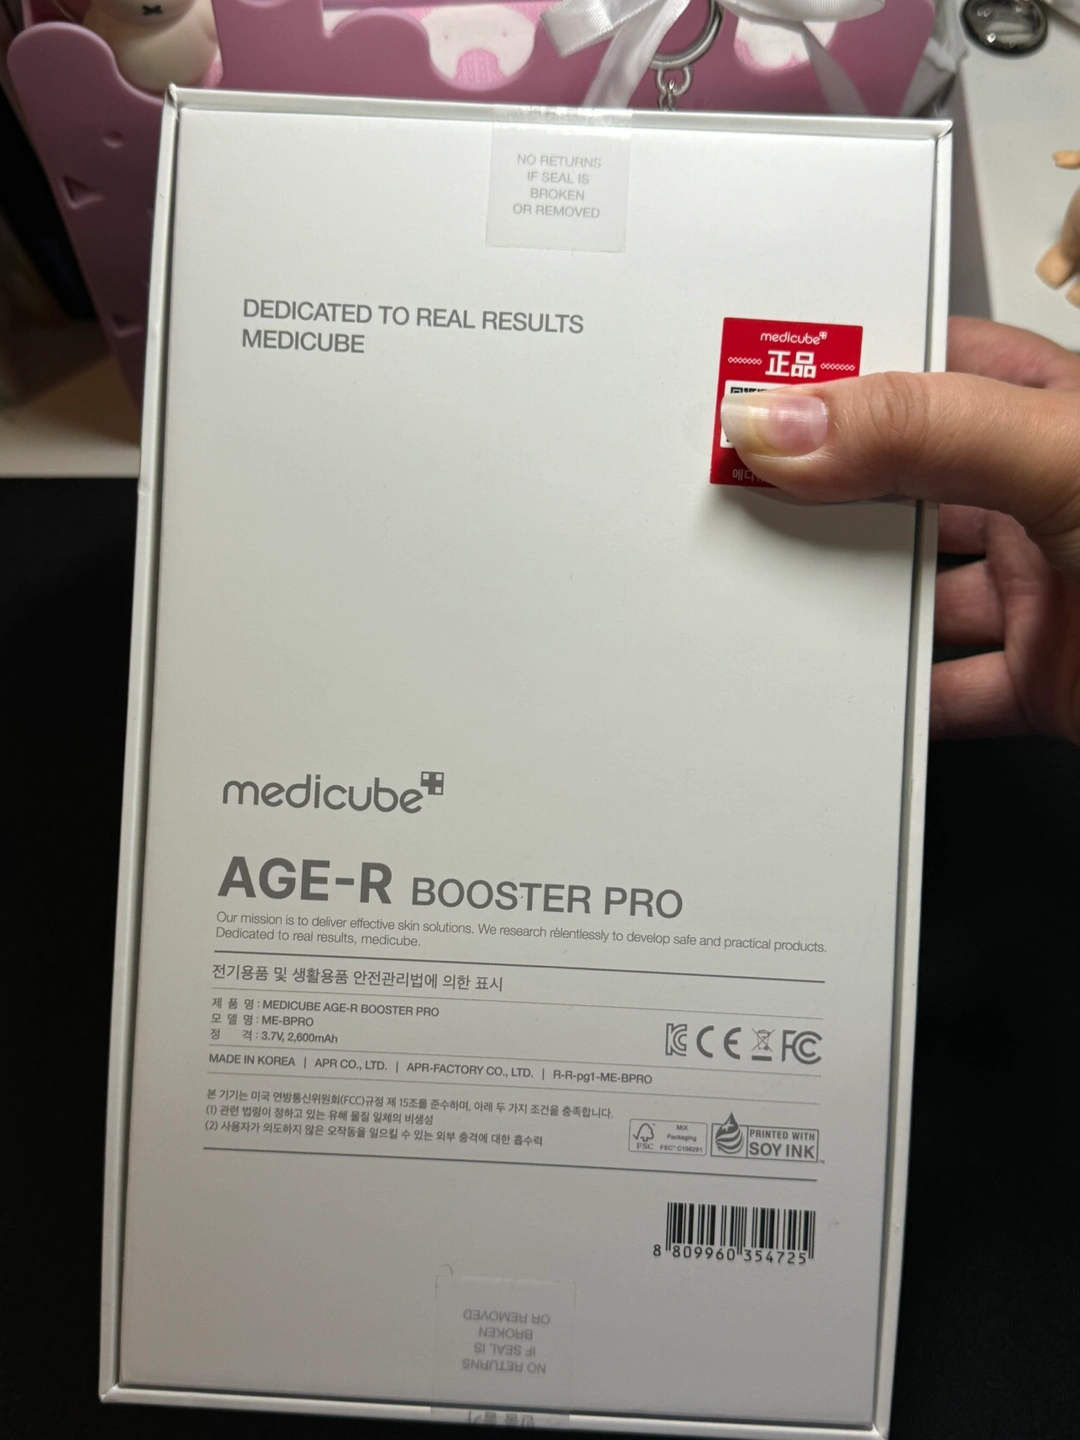 NO RETURNS
IF SEAL IS
BROKEN
OR REMOVED
DEDICATED TO REAL RESULTS
MEDICUBE
medicube
正品
메디
medicube
AGE-R BOOSTER PRO
Our mission is to deliver effective skin solutions. We research relentlessly to develop safe and practical products.
Dedicated to real results, medicube.
전기용품 및 생활용품 안전관리법에 의한 표시
제 품 명 : MEDICUBE AGE-R BOOSTER PRO
모 델 명 : ME-BPRO
정 격 : 3.7V, 2,600mAh
CE FC
MADE IN KOREA | APR CO., LTD. | APR-FACTORY CO., LTD. | R-R-pg1-ME-BPRO
본 기기는 미국 연방통신위원회(FCC)규정 제 15조를 준수하며, 아래 두 가지 조건을 충족합니다.
(1) 관련 법령이 정하고 있는 유해 물질 일체의 비생성
(2) 사용자가 의도하지 않은 오작동을 일으킬 수 있는 외부 충격에 대한 흡수력
FSC
MIX
Packaging
FSC™ C108291
PRINTED WITH
SOY INK
8 809960 354725
NO RETURNS
IF SEAL IS
BROKEN
OR REMOVED